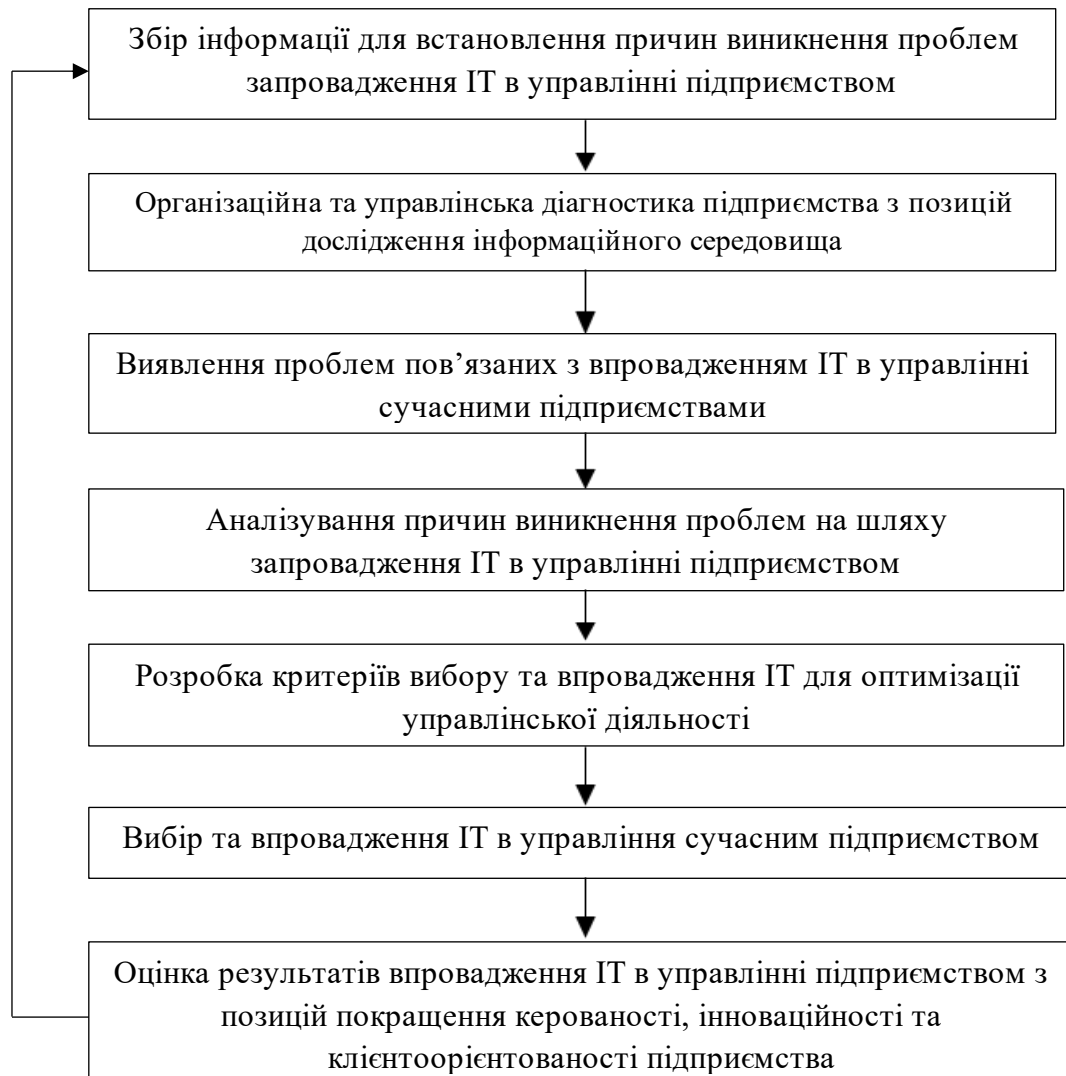 Збір інформації для встановлення причин виникнення проблем
запровадження ІТ в управлінні підприємством
Організаційна та управлінська діагностика підприємства з позицій
дослідження інформаційного середовища
Виявлення проблем пов’язаних з впровадженням ІТ в управлінні
сучасними підприємствами
Аналізування причин виникнення проблем на шляху
запровадження ІТ в управлінні підприємством
Розробка критеріїв вибору та впровадження ІТ для оптимізації
управлінської діяльності
Вибір та впровадження ІТ в управління сучасним підприємством
Оцінка результатів впровадження ІТ в управлінні підприємством з
позицій покращення керованості, інноваційності та
клієнтоорієнтованості підприємства